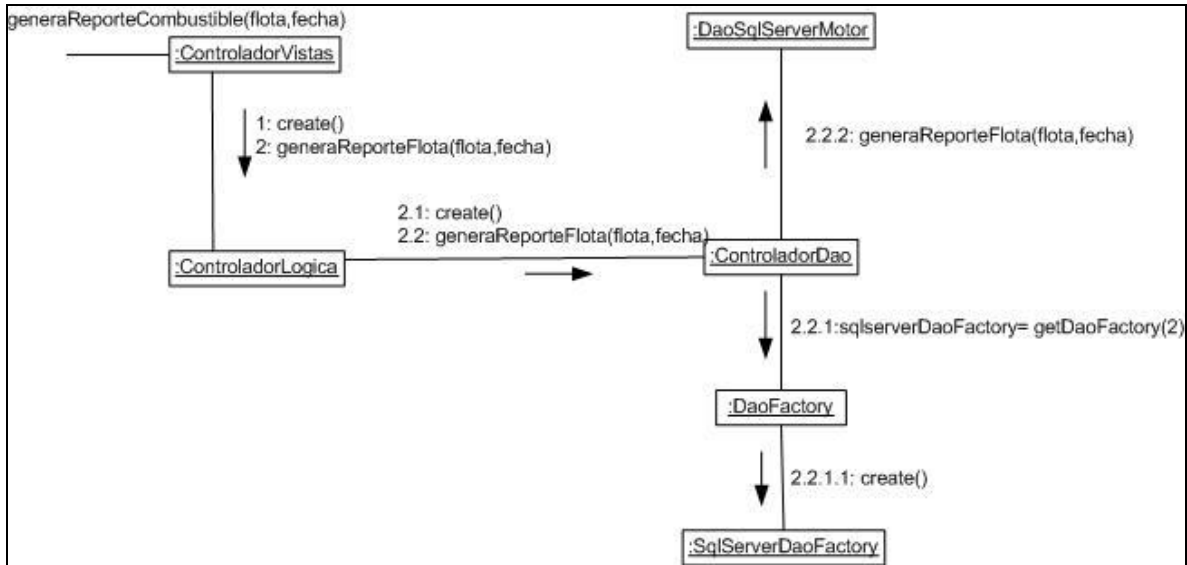 generaReporteCombustible(flota,fecha)
:ControladorVistas
:DaoSqlServerMotor
1: create()
2: generaReporteFlota(flota,fecha)
2.2.2: generaReporteFlota(flota,fecha)
2.1: create()
2.2: generaReporteFlota(flota,fecha)
:ControladorLogica
:ControladorDao
2.2.1:sqlserverDaoFactory= getDaoFactory(2)
:DaoFactory
2.2.1.1: create()
:SqlServerDaoFactory